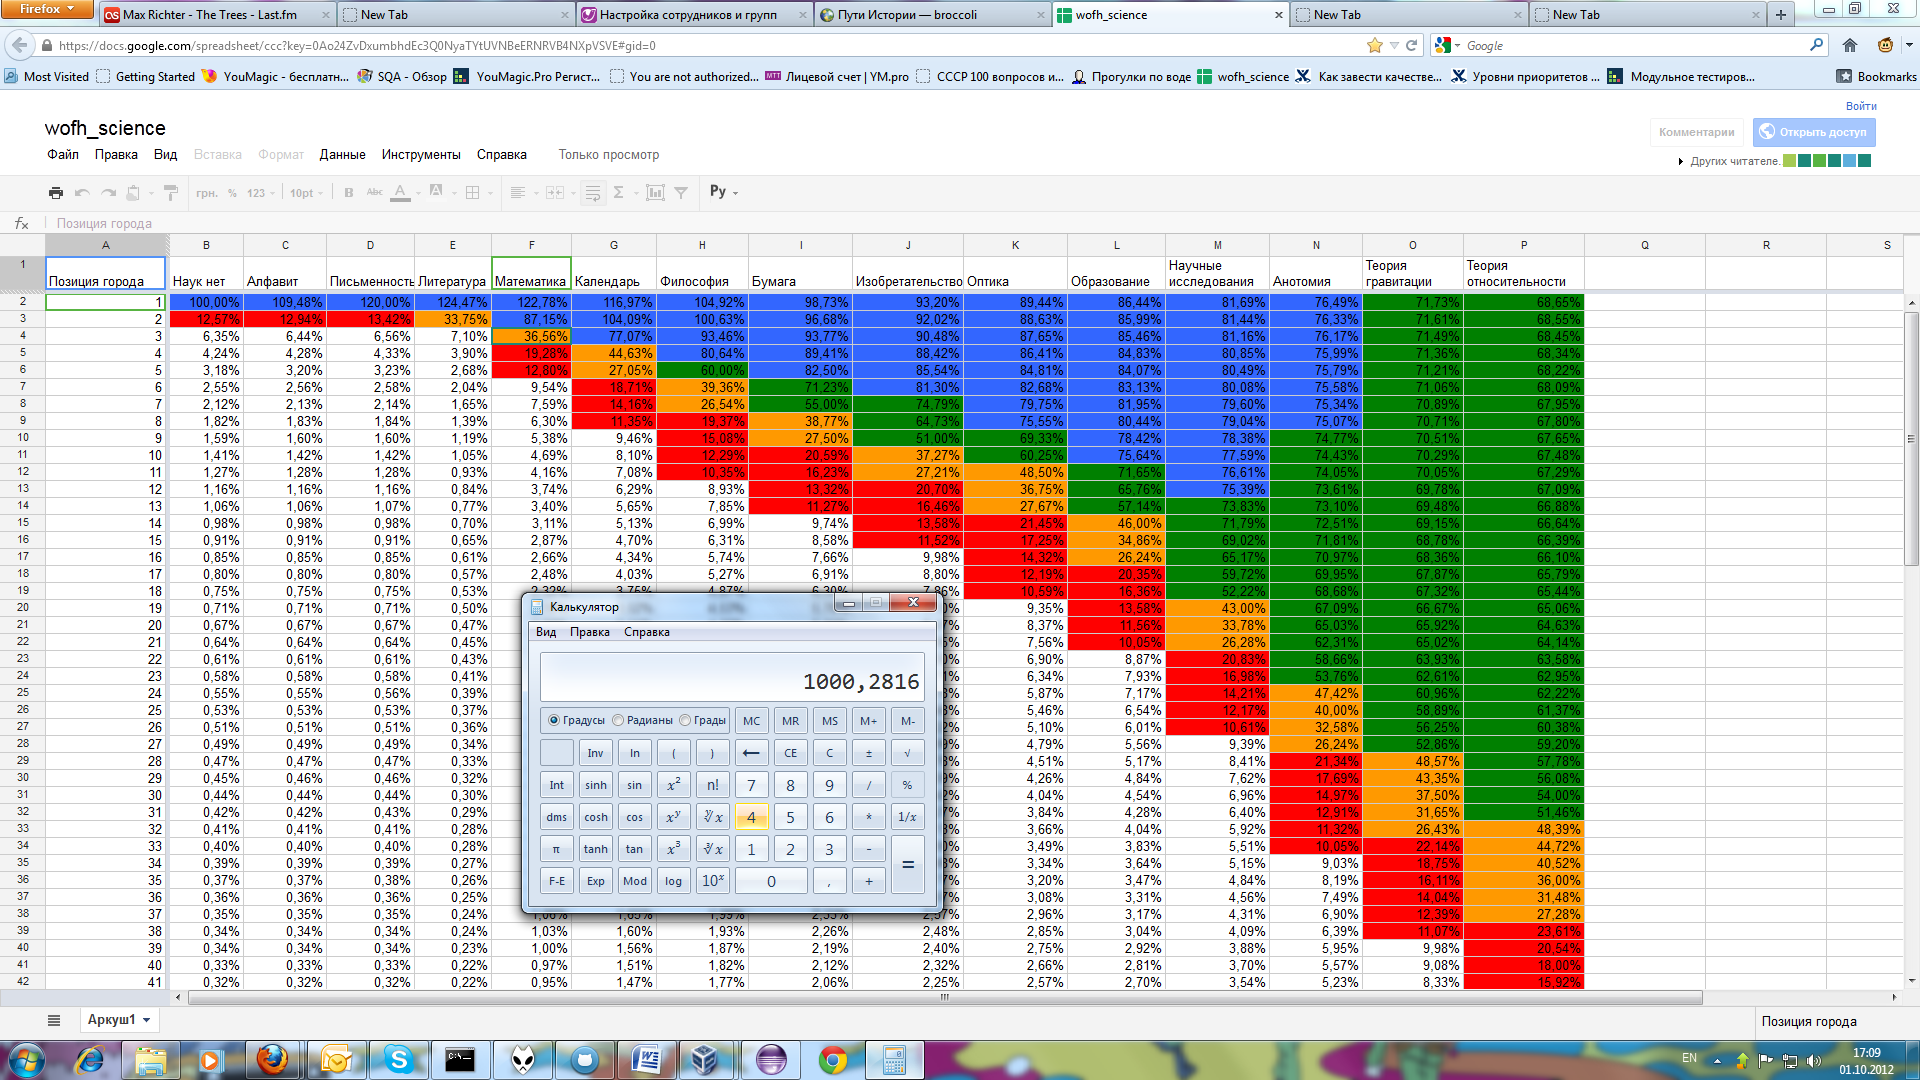 Firefox
Max Richter - The Trees - Last.fm
New Tab
Настройка сотрудников и групп
Пути Истории — broccoli
wofh_science
New Tab
New Tab
https://docs.google.com/spreadsheet/ccc?key=0Ao24ZvDxumbhdEc3Q0NyaTYtUVNBeERNRVB4NXpVSVE#gid=0
Google
Most Visited Getting Started YouMagic - бесплатн... SQA - Обзор YouMagic.Pro Регист... You are not authorized... Лицевой счет | YM.pro СССР 100 вопросов и... Прогулки по воде wofh_science Как завести качестве... Уровни приоритетов ... Модульное тестиров... Bookmarks
Войти
wofh_science
Комментарии Открыть доступ
Файл Правка Вид Вставка Формат Данные Инструменты Справка Только просмотр
Других читателе.
грн. % 123 10pt B Abc A A Σ Ру
fx Позиция города
A B C D E F G H I J K L M N O P Q R S
1 Позиция города Наук нет Алфавит Письменность Литература Математика Календарь Философия Бумага Изобретательство Оптика Образование Научные исследования Анотомия Теория гравитации Теория относительности
2 1 100,00% 109,48% 120,00% 124,47% 122,78% 116,97% 104,92% 98,73% 93,20% 89,44% 86,44% 81,69% 76,49% 71,73% 68,65%
3 2 12,57% 12,94% 13,42% 33,75% 87,15% 104,09% 100,63% 96,68% 92,02% 88,63% 85,99% 81,44% 76,33% 71,61% 68,55%
4 3 6,35% 6,44% 6,56% 7,10% 36,56% 77,07% 93,46% 93,77% 90,48% 87,65% 85,46% 81,16% 76,17% 71,49% 68,45%
5 4 4,24% 4,28% 4,33% 3,90% 19,28% 44,63% 80,64% 89,41% 88,42% 86,41% 84,83% 80,85% 75,99% 71,36% 68,34%
6 5 3,18% 3,20% 3,23% 2,68% 12,80% 27,05% 60,00% 82,50% 85,54% 84,81% 84,07% 80,49% 75,79% 71,21% 68,22%
7 6 2,55% 2,56% 2,58% 2,04% 9,54% 18,71% 39,36% 71,23% 81,30% 82,68% 83,13% 80,08% 75,58% 71,06% 68,09%
8 7 2,12% 2,13% 2,14% 1,65% 7,59% 14,16% 26,54% 55,00% 74,79% 79,75% 81,95% 79,60% 75,34% 70,89% 67,95%
9 8 1,82% 1,83% 1,84% 1,39% 6,30% 11,35% 19,37% 38,77% 64,73% 75,55% 80,44% 79,04% 75,07% 70,71% 67,80%
10 9 1,59% 1,60% 1,60% 1,19% 5,38% 9,46% 15,08% 27,50% 51,00% 69,33% 78,42% 78,38% 74,77% 70,51% 67,65%
11 10 1,41% 1,42% 1,42% 1,05% 4,69% 8,10% 12,29% 20,59% 37,27% 60,25% 75,64% 77,59% 74,43% 70,29% 67,48%
12 11 1,27% 1,28% 1,28% 0,93% 4,16% 7,08% 10,35% 16,23% 27,21% 48,50% 71,65% 76,61% 74,05% 70,05% 67,29%
13 12 1,16% 1,16% 1,16% 0,84% 3,74% 6,29% 8,93% 13,32% 20,70% 36,75% 65,76% 75,39% 73,61% 69,78% 67,09%
14 13 1,06% 1,06% 1,07% 0,77% 3,40% 5,65% 7,85% 11,27% 16,46% 27,67% 57,14% 73,83% 73,10% 69,48% 66,88%
15 14 0,98% 0,98% 0,98% 0,70% 3,11% 5,13% 6,99% 9,74% 13,58% 21,45% 46,00% 71,79% 72,51% 69,15% 66,64%
16 15 0,91% 0,91% 0,91% 0,65% 2,87% 4,70% 6,31% 8,58% 11,52% 17,25% 34,86% 69,02% 71,81% 68,78% 66,39%
17 16 0,85% 0,85% 0,85% 0,61% 2,66% 4,34% 5,74% 7,66% 9,98% 14,32% 26,24% 65,17% 70,97% 68,36% 66,10%
18 17 0,80% 0,80% 0,80% 0,57% 2,48% 4,03% 5,27% 6,91% 8,80% 12,19% 20,35% 59,72% 69,95% 67,87% 65,79%
19 18 0,75% 0,75% 0,75% 0,53% 10,59% 16,36% 52,22% 68,68% 67,32% 65,44%
20 19 0,71% 0,71% 0,71% 0,50% 9,35% 13,58% 43,00% 67,09% 66,67% 65,06%
21 20 0,67% 0,67% 0,67% 0,47% 8,37% 11,56% 33,78% 65,03% 65,92% 64,63%
22 21 0,64% 0,64% 0,64% 0,45% 7,56% 10,05% 26,28% 62,31% 65,02% 64,14%
23 22 0,61% 0,61% 0,61% 0,43% 6,90% 8,87% 20,83% 58,66% 63,93% 63,58%
24 23 0,58% 0,58% 0,58% 0,41% 6,34% 7,93% 16,98% 53,76% 62,61% 62,95%
25 24 0,55% 0,55% 0,56% 0,39% 5,87% 7,17% 14,21% 47,42% 60,96% 62,22%
26 25 0,53% 0,53% 0,53% 0,37% 5,46% 6,54% 12,17% 40,00% 58,89% 61,37%
27 26 0,51% 0,51% 0,51% 0,36% 5,10% 6,01% 10,61% 32,58% 56,25% 60,38%
28 27 0,49% 0,49% 0,49% 0,34% 4,79% 5,56% 9,39% 26,24% 52,86% 59,20%
29 28 0,47% 0,47% 0,47% 0,33% 4,51% 5,17% 8,41% 21,34% 48,57% 57,78%
30 29 0,45% 0,46% 0,46% 0,32% 4,26% 4,84% 7,62% 17,69% 43,35% 56,08%
31 30 0,44% 0,44% 0,44% 0,30% 4,04% 4,54% 6,96% 14,97% 37,50% 54,00%
32 31 0,42% 0,42% 0,43% 0,29% 3,84% 4,28% 6,40% 12,91% 31,65% 51,46%
33 32 0,41% 0,41% 0,41% 0,28% 3,66% 4,04% 5,92% 11,32% 26,43% 48,39%
34 33 0,40% 0,40% 0,40% 0,28% 3,49% 3,83% 5,51% 10,05% 22,14% 44,72%
35 34 0,39% 0,39% 0,39% 0,27% 3,34% 3,64% 5,15% 9,03% 18,75% 40,52%
36 35 0,37% 0,37% 0,38% 0,26% 3,20% 3,47% 4,84% 8,19% 16,11% 36,00%
37 36 0,36% 0,36% 0,36% 0,25% 3,08% 3,31% 4,56% 7,49% 14,04% 31,48%
38 37 0,35% 0,35% 0,35% 0,24% 2,96% 3,17% 4,31% 6,90% 12,39% 27,28%
39 38 0,34% 0,34% 0,34% 0,24% 1,03% 1,60% 1,93% 2,26% 2,48% 2,85% 3,04% 4,09% 6,39% 11,07% 23,61%
40 39 0,34% 0,34% 0,34% 0,23% 1,00% 1,56% 1,87% 2,19% 2,40% 2,75% 2,92% 3,88% 5,95% 9,98% 20,54%
41 40 0,33% 0,33% 0,33% 0,22% 0,97% 1,51% 1,82% 2,12% 2,32% 2,66% 2,81% 3,70% 5,57% 9,08% 18,00%
42 41 0,32% 0,32% 0,32% 0,22% 0,95% 1,47% 1,77% 2,06% 2,25% 2,57% 2,70% 3,54% 5,23% 8,33% 15,92%
Калькулятор
Вид Правка Справка
1000,2816
Градусы Радианы Грады MC MR MS M+ M-
Inv ln ( ) ← CE C ± √
Int sinh sin x² n! 7 8 9 / %
dms cosh cos xʸ ʸ√x 4 5 6 * 1/x
π tanh tan x³ ³√x 1 2 3 - =
F-E Exp Mod log 10ˣ 0 , +
Аркуш1
Позиция города
EN
17:09
01.10.2012